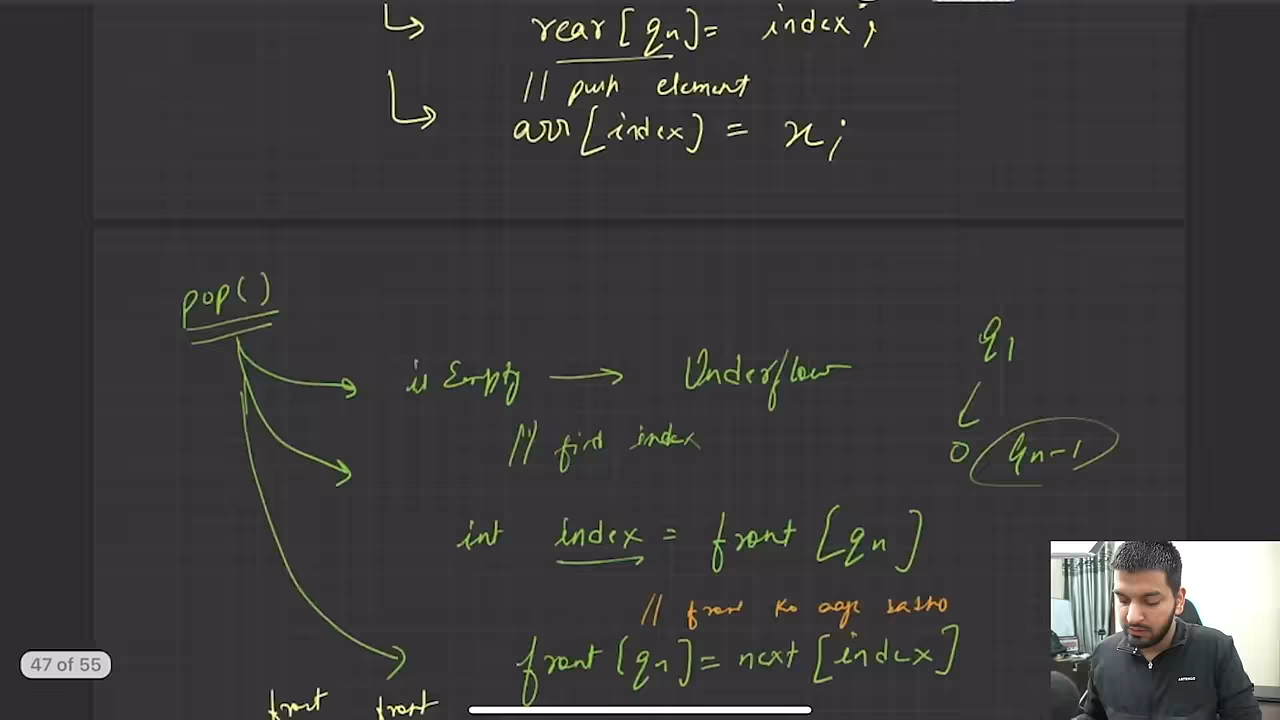 rear[qn] = index;
// push element
arr[index] = x;
pop()
isEmpty → Underflow
q1
// find index
0 qn-1
int index = front [qn]
// front ko aage
front[qn] = next [index]
47 of 55
front front